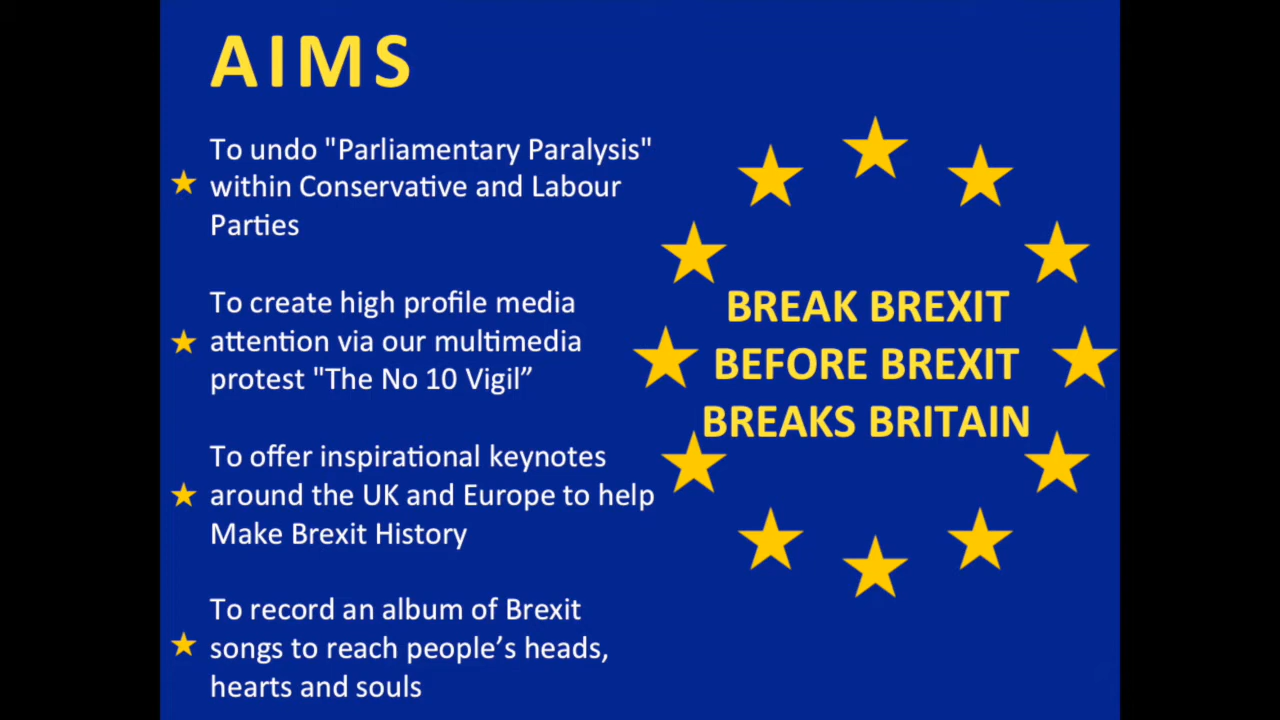 AIMS
To undo "Parliamentary Paralysis"
within Conservative and Labour
Parties
To create high profile media
attention via our multimedia
protest "The No 10 Vigil”
To offer inspirational keynotes
around the UK and Europe to help
Make Brexit History
To record an album of Brexit
songs to reach people’s heads,
hearts and souls
BREAK BREXIT
BEFORE BREXIT
BREAKS BRITAIN